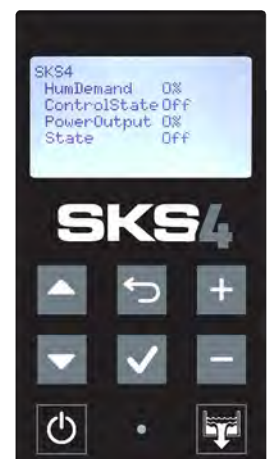 SKS4
HumDemand 0%
ControlState Off
PowerOutput 0%
State Off
SKS4